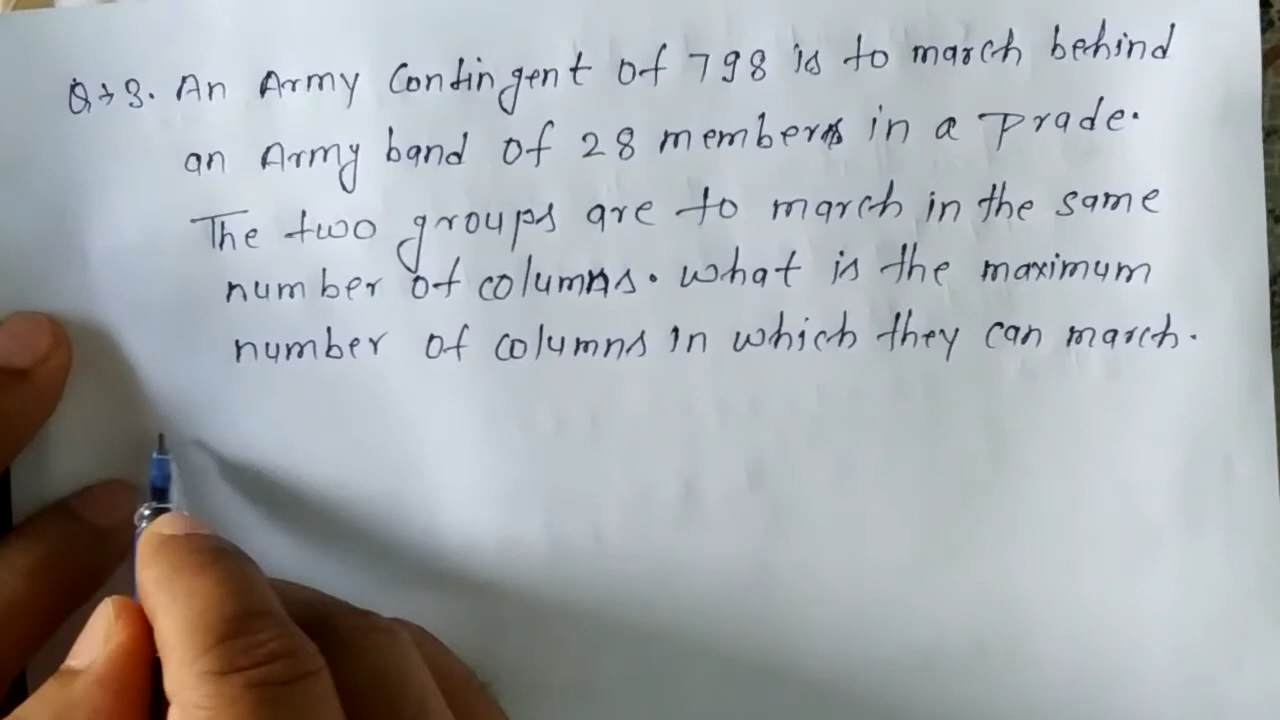 Q→3. An Army Contingent of 798 is to march behind
an Army band of 28 members in a Prade.
The two groups are to march in the same
number of columns. what is the maximum
number of columns in which they can march.